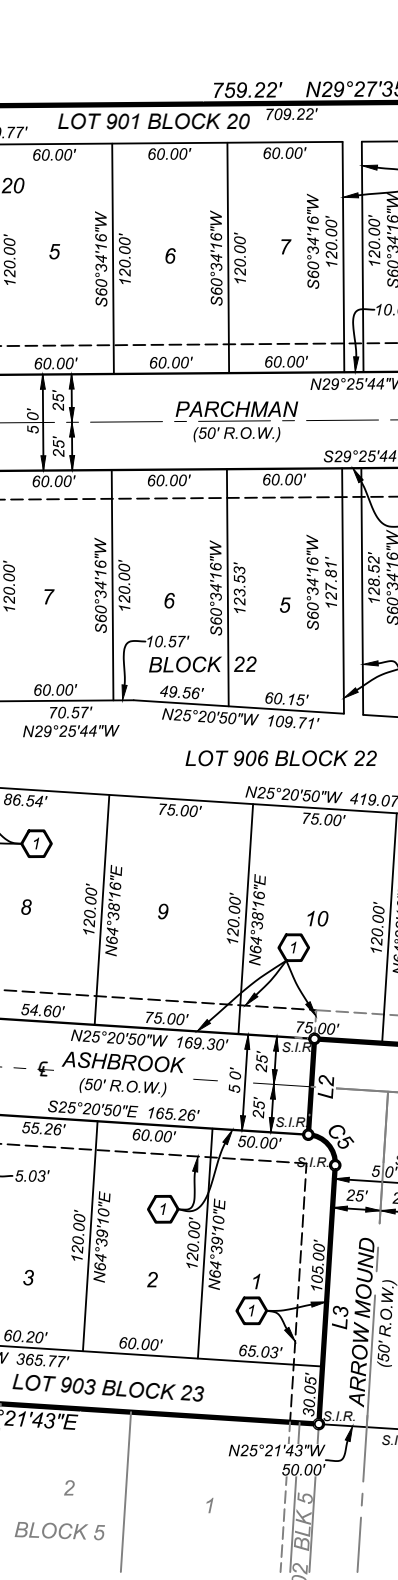 759.22' N29°27'35
LOT 901 BLOCK 20 709.22'
9.77'
60.00' 60.00' 60.00'
20
5 6 7
120.00' S60°34'16"W 120.00' S60°34'16"W 120.00' S60°34'16"W 120.00' 120.00'
10.
60.00' 60.00' 60.00'
N29°25'44"W
50' 25' 25'
PARCHMAN
(50' R.O.W.)
S29°25'44
60.00' 60.00' 60.00'
120.00' S60°34'16"W 120.00' S60°34'16"W 123.53' S60°34'16"W 127.81' 128.52' S60°34'16"W
7 6 5
10.57'
BLOCK 22
60.00' 49.56' 60.15'
70.57' N25°20'50"W 109.71'
N29°25'44"W
LOT 906 BLOCK 22
86.54' N25°20'50"W 419.07
75.00' 75.00'
1
8 9 10
120.00' N64°38'16"E 120.00' N64°38'16"E 120.00'
1
54.60' 75.00' 75.00'
N25°20'50"W 169.30' S.I.R.
℄ ASHBROOK
(50' R.O.W.)
50' 25' 25' L2
S25°20'50"E 165.26' S.I.R. C5
55.26' 60.00' 50.00'
S.I.R.
5.03' 50'
25' 2
1
120.00' N64°39'10"E 120.00' N64°39'10"E
3 2 1
1
105.00' L3
ARROW MOUND
(50' R.O.W.)
60.20' 60.00' 65.03'
W 365.77'
LOT 903 BLOCK 23
30.05'
°21'43"E S.I.R.
N25°21'43"W
50.00'
S.I
2 1
BLOCK 5
02 BLK 5